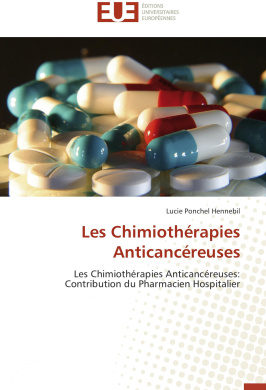 EUE
ÉDITIONS
UNIVERSITAIRES
EUROPÉENNES
Lucie Ponchel Hennebil
Les Chimiothérapies
Anticancéreuses
Les Chimiothérapies Anticancéreuses:
Contribution du Pharmacien Hospitalier